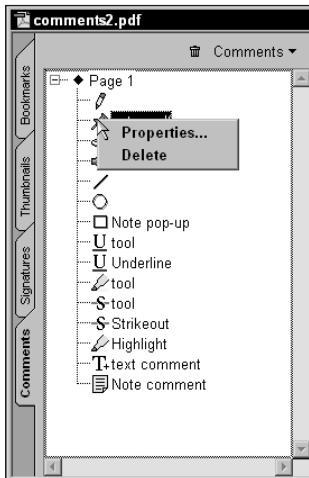 comments2.pdf
Comments
Bookmarks
Thumbnails
Signatures
Comments
Page 1
Properties...
Delete
Note pop-up
U tool
U Underline
tool
S tool
S Strikeout
Highlight
T+ text comment
Note comment